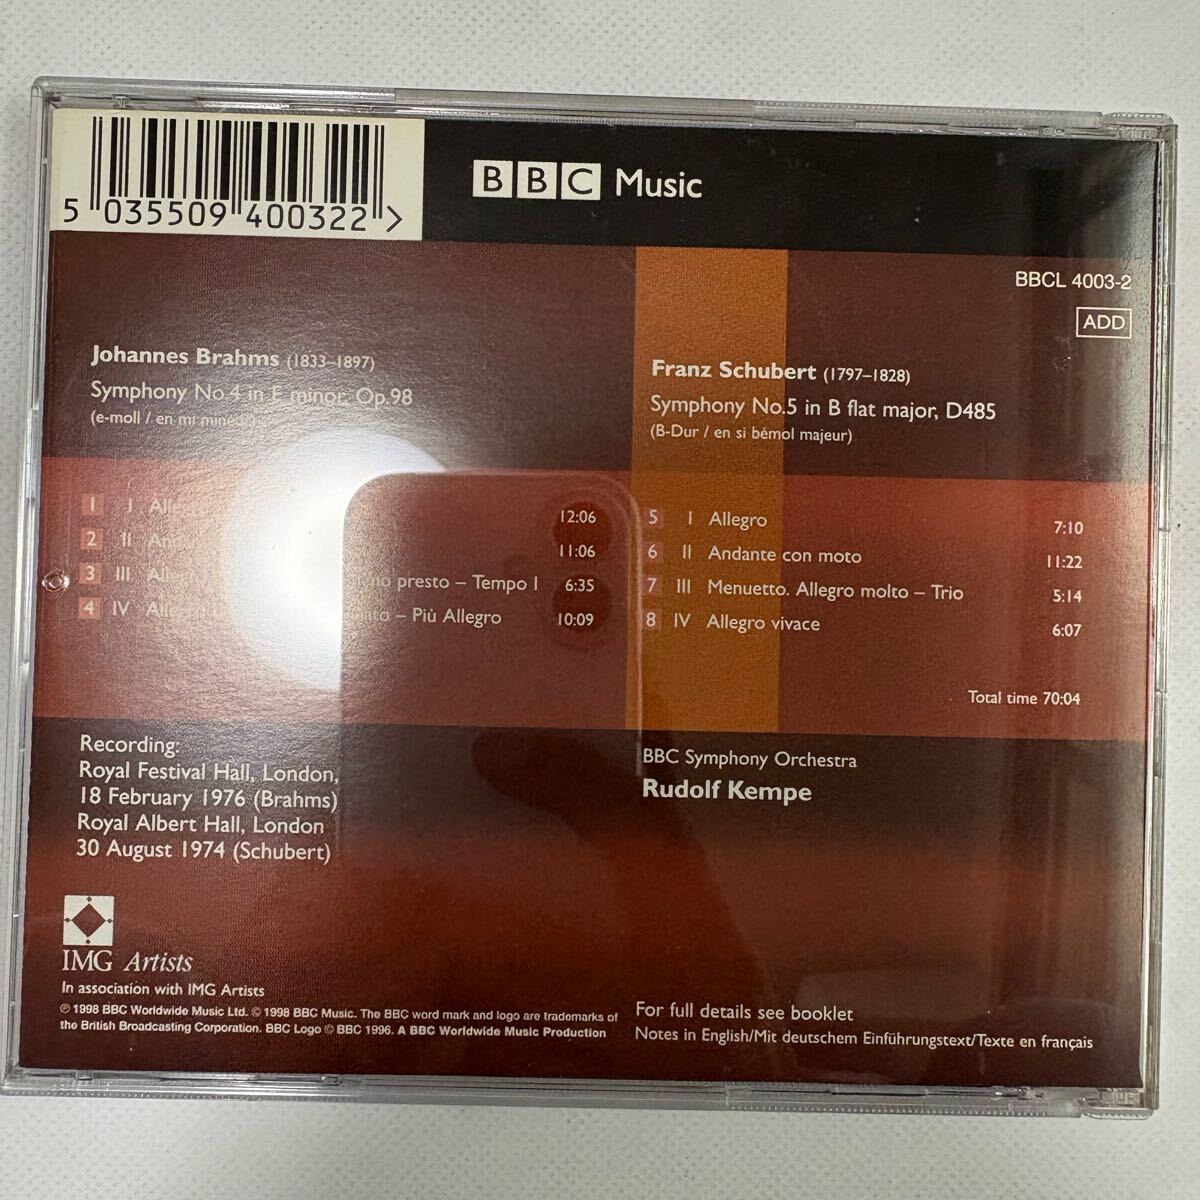 5 035509 400322 >
BBC Music
BBCL 4003-2
ADD
Johannes Brahms (1833–1897)
Symphony No.4 in E minor, Op.98
(e-moll / en mi mineur)
1 I 12:06
2 II 11:06
3 III presto – Tempo I 6:35
4 IV – Più Allegro 10:09
Franz Schubert (1797–1828)
Symphony No.5 in B flat major, D485
(B-Dur / en si bémol majeur)
5 I Allegro 7:10
6 II Andante con moto 11:22
7 III Menuetto. Allegro molto – Trio 5:14
8 IV Allegro vivace 6:07
Total time 70:04
Recording:
Royal Festival Hall, London,
18 February 1976 (Brahms)
Royal Albert Hall, London
30 August 1974 (Schubert)
BBC Symphony Orchestra
Rudolf Kempe
IMG Artists
In association with IMG Artists
℗ 1998 BBC Worldwide Music Ltd. © 1998 BBC Music. The BBC word mark and logo are trademarks of
the British Broadcasting Corporation. BBC Logo © BBC 1996. A BBC Worldwide Music Production
For full details see booklet
Notes in English/Mit deutschem Einführungstext/Texte en français